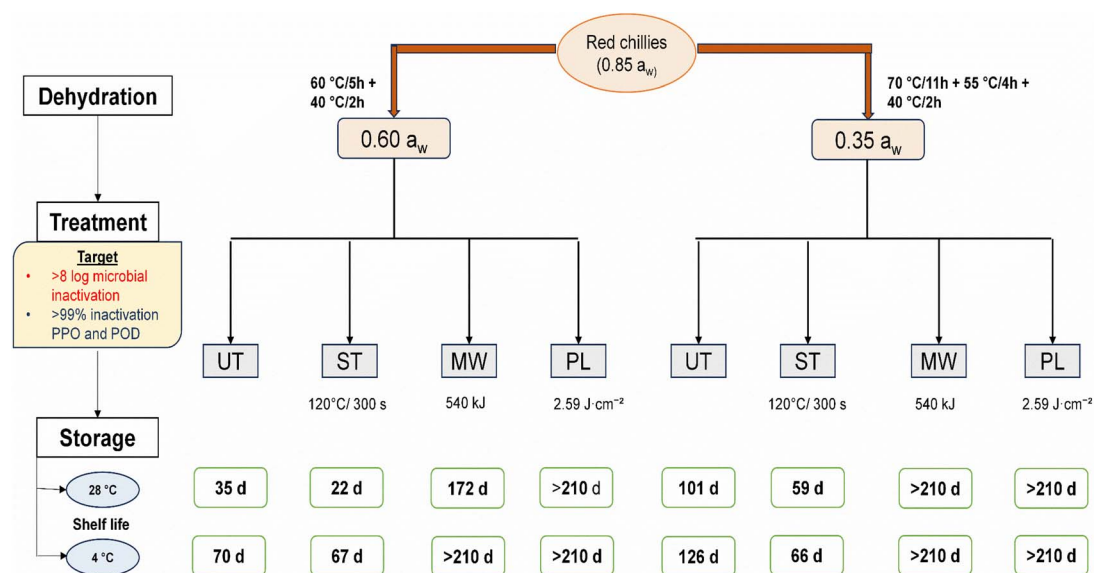 Red chillies
(0.85 aw)
60 °C/5h +
40 °C/2h
70 °C/11h + 55 °C/4h +
40 °C/2h
Dehydration
0.60 aw
0.35 aw
Treatment
Target
• >8 log microbial
inactivation
• >99% inactivation
PPO and POD
UT
ST
MW
PL
UT
ST
MW
PL
120°C/ 300 s
540 kJ
2.59 J·cm⁻²
120°C/ 300 s
540 kJ
2.59 J·cm⁻²
Storage
28 °C
35 d
22 d
172 d
>210 d
101 d
59 d
>210 d
>210 d
Shelf life
4 °C
70 d
67 d
>210 d
>210 d
126 d
66 d
>210 d
>210 d